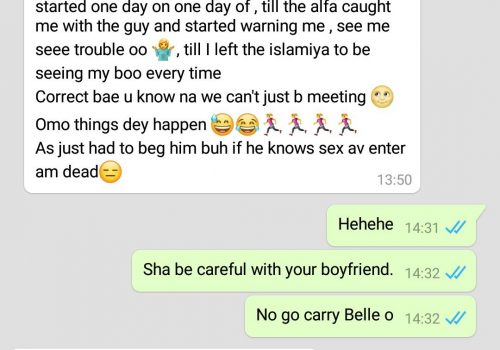 started one day on one day of , till the alfa caught
me with the guy and started warning me , see me
seee trouble oo 🤷‍♂️, till I left the islamiya to be
seeing my boo every time
Correct bae u know na we can't just b meeting 🌝
Omo things dey happen 😅😂🏃‍♀️🏃‍♀️🏃‍♀️🏃‍♀️
As just had to beg him buh if he knows sex av enter
am dead😑
13:50
Hehehe 14:31
Sha be careful with your boyfriend. 14:32
No go carry Belle o 14:32